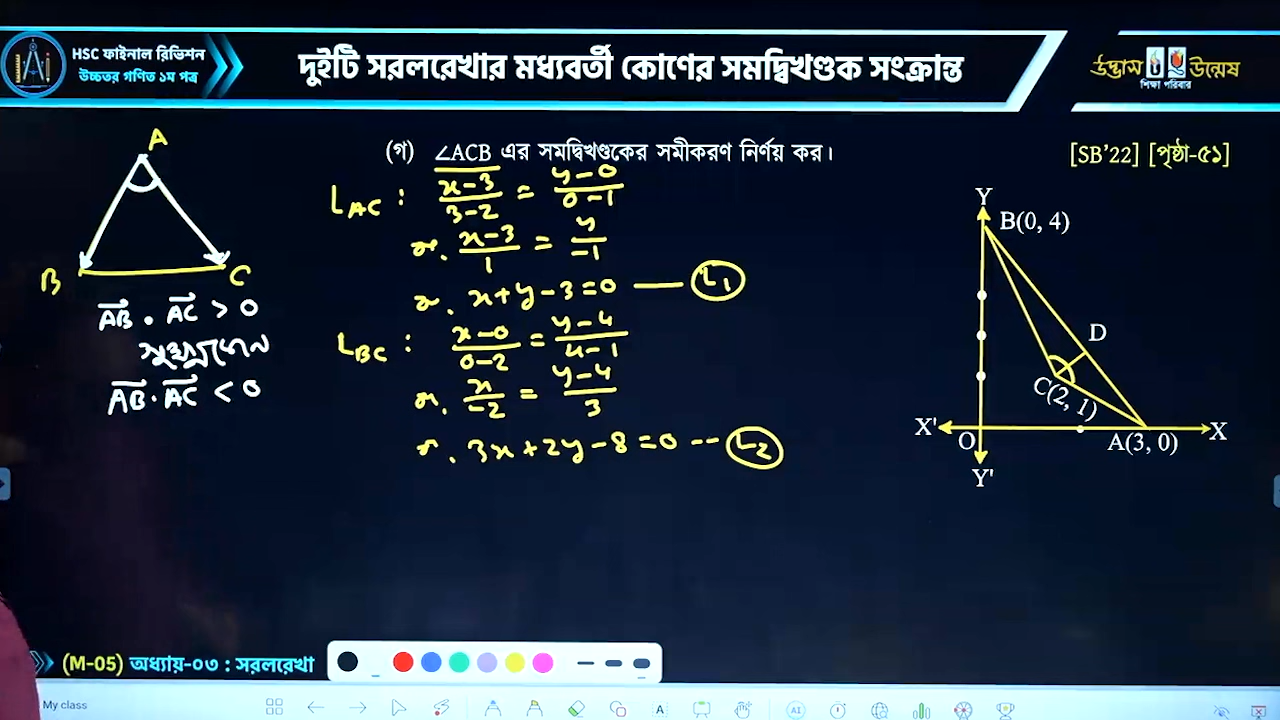 HSC ফাইনাল রিভিশন
উচ্চতর গণিত ১ম পত্র
দুইটি সরলরেখার মধ্যবর্তী কোণের সমদ্বিখণ্ডক সংক্রান্ত
উদ্ভাস উন্মেষ
শিক্ষা পরিবার
(গ) ∠ACB এর সমদ্বিখণ্ডকের সমীকরণ নির্ণয় কর।
[SB'22] [পৃষ্ঠা-৫১]
A
B
C
AB · AC > 0
সূক্ষ্মকোণ
AB · AC < 0
L_AC : (x-3)/(3-2) = (y-0)/(0-1)
or. (x-3)/1 = y/-1
or. x+y-3=0 — L1
L_BC : (x-0)/(0-2) = (y-4)/(4-1)
or. x/-2 = (y-4)/3
or. 3x+2y-8=0 -- L2
Y
B(0, 4)
D
C(2, 1)
X' O A(3, 0) X
Y'
(M-05) অধ্যায়-০৩ : সরলরেখা
My class
A
AI